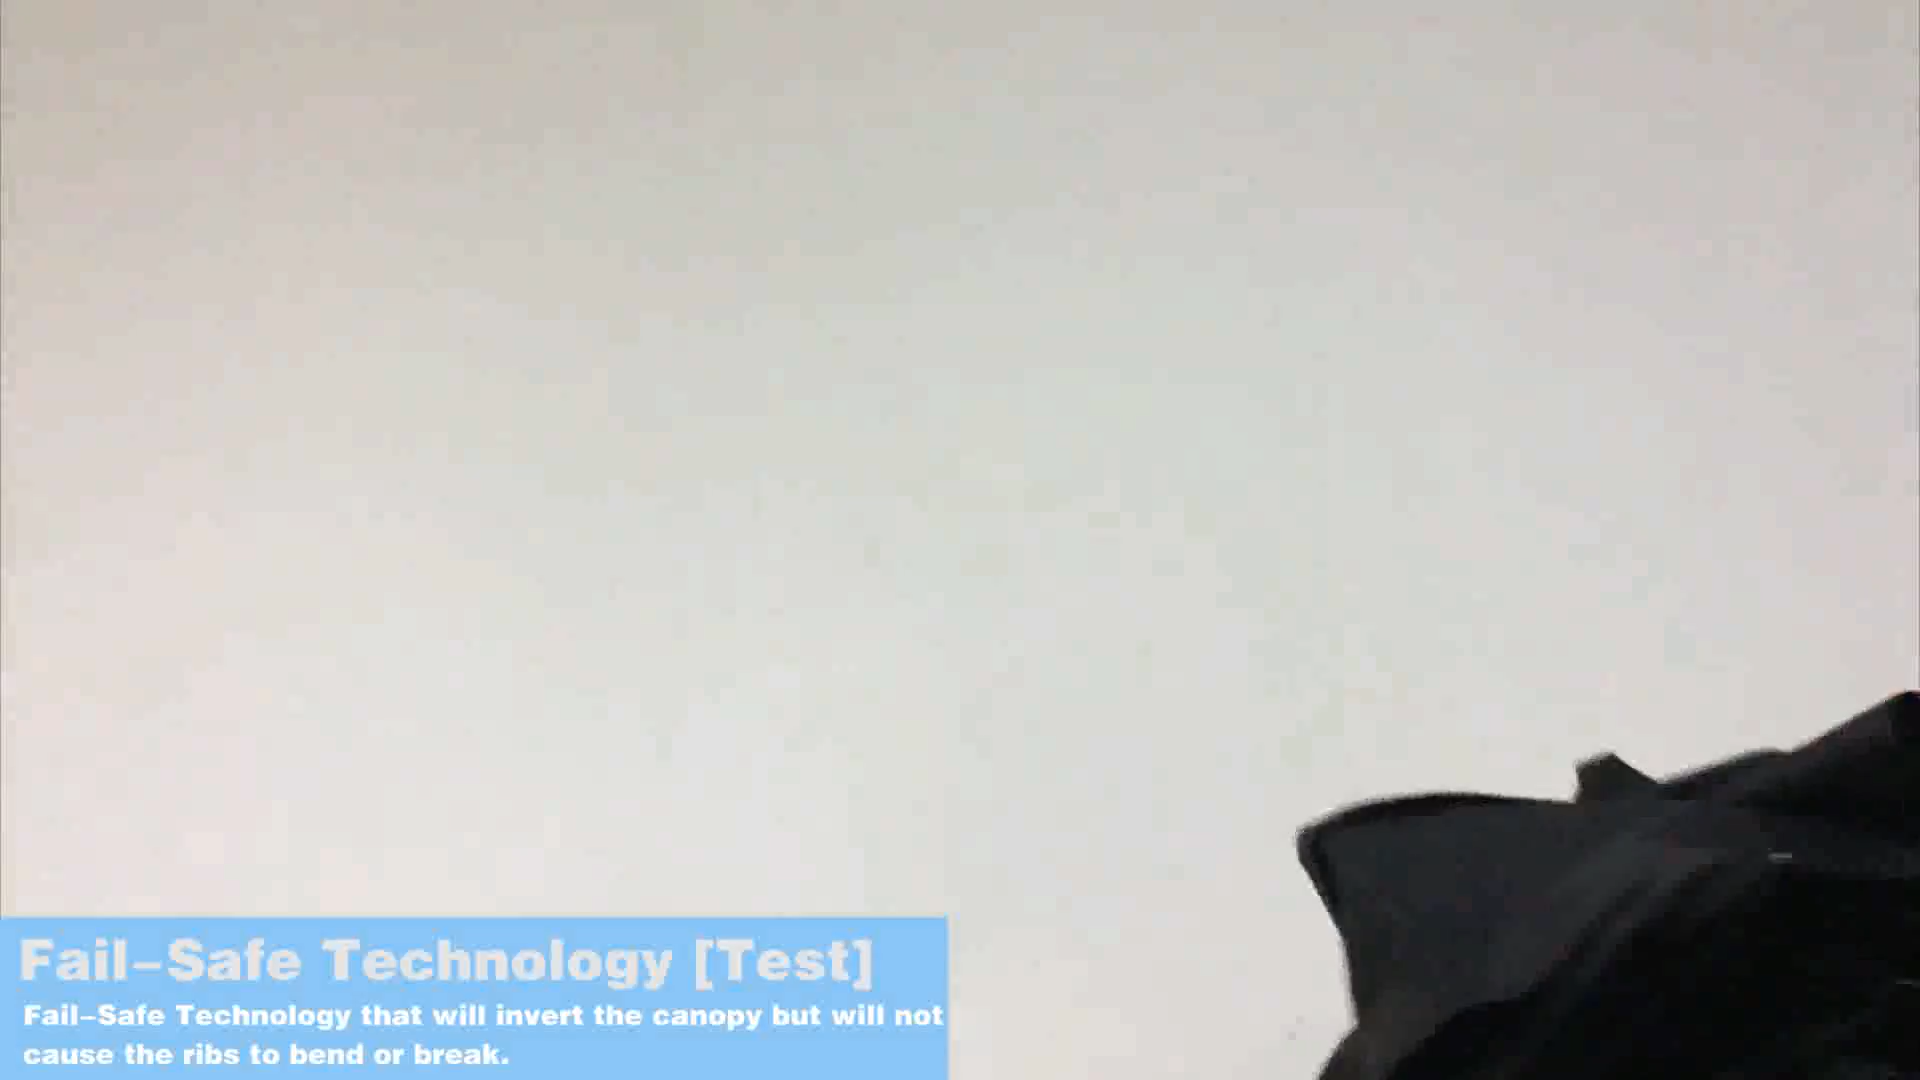 Fail-Safe Technology [Test]
Fail-Safe Technology that will invert the canopy but will not
cause the ribs to bend or break.